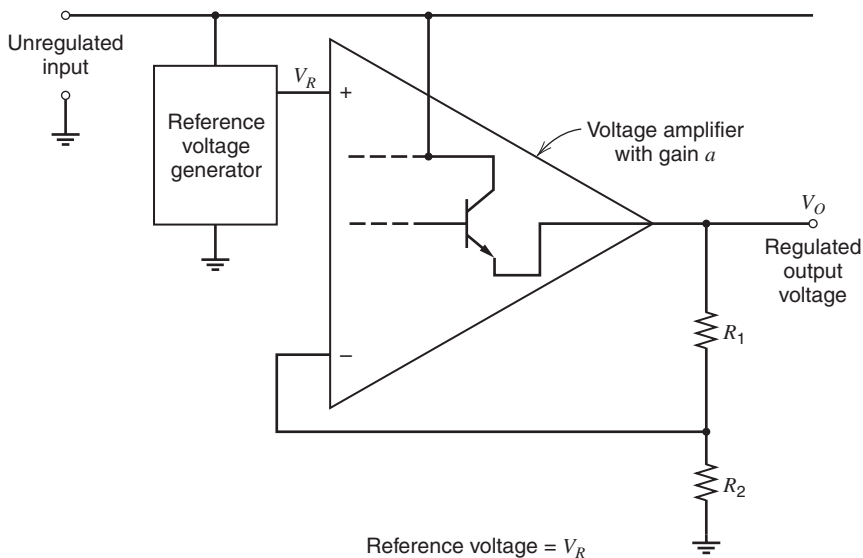 Unregulated
input
V_R
+
Reference
voltage
generator
Voltage amplifier
with gain a
V_O
Regulated
output
voltage
R_1
–
R_2
Reference voltage = V_R